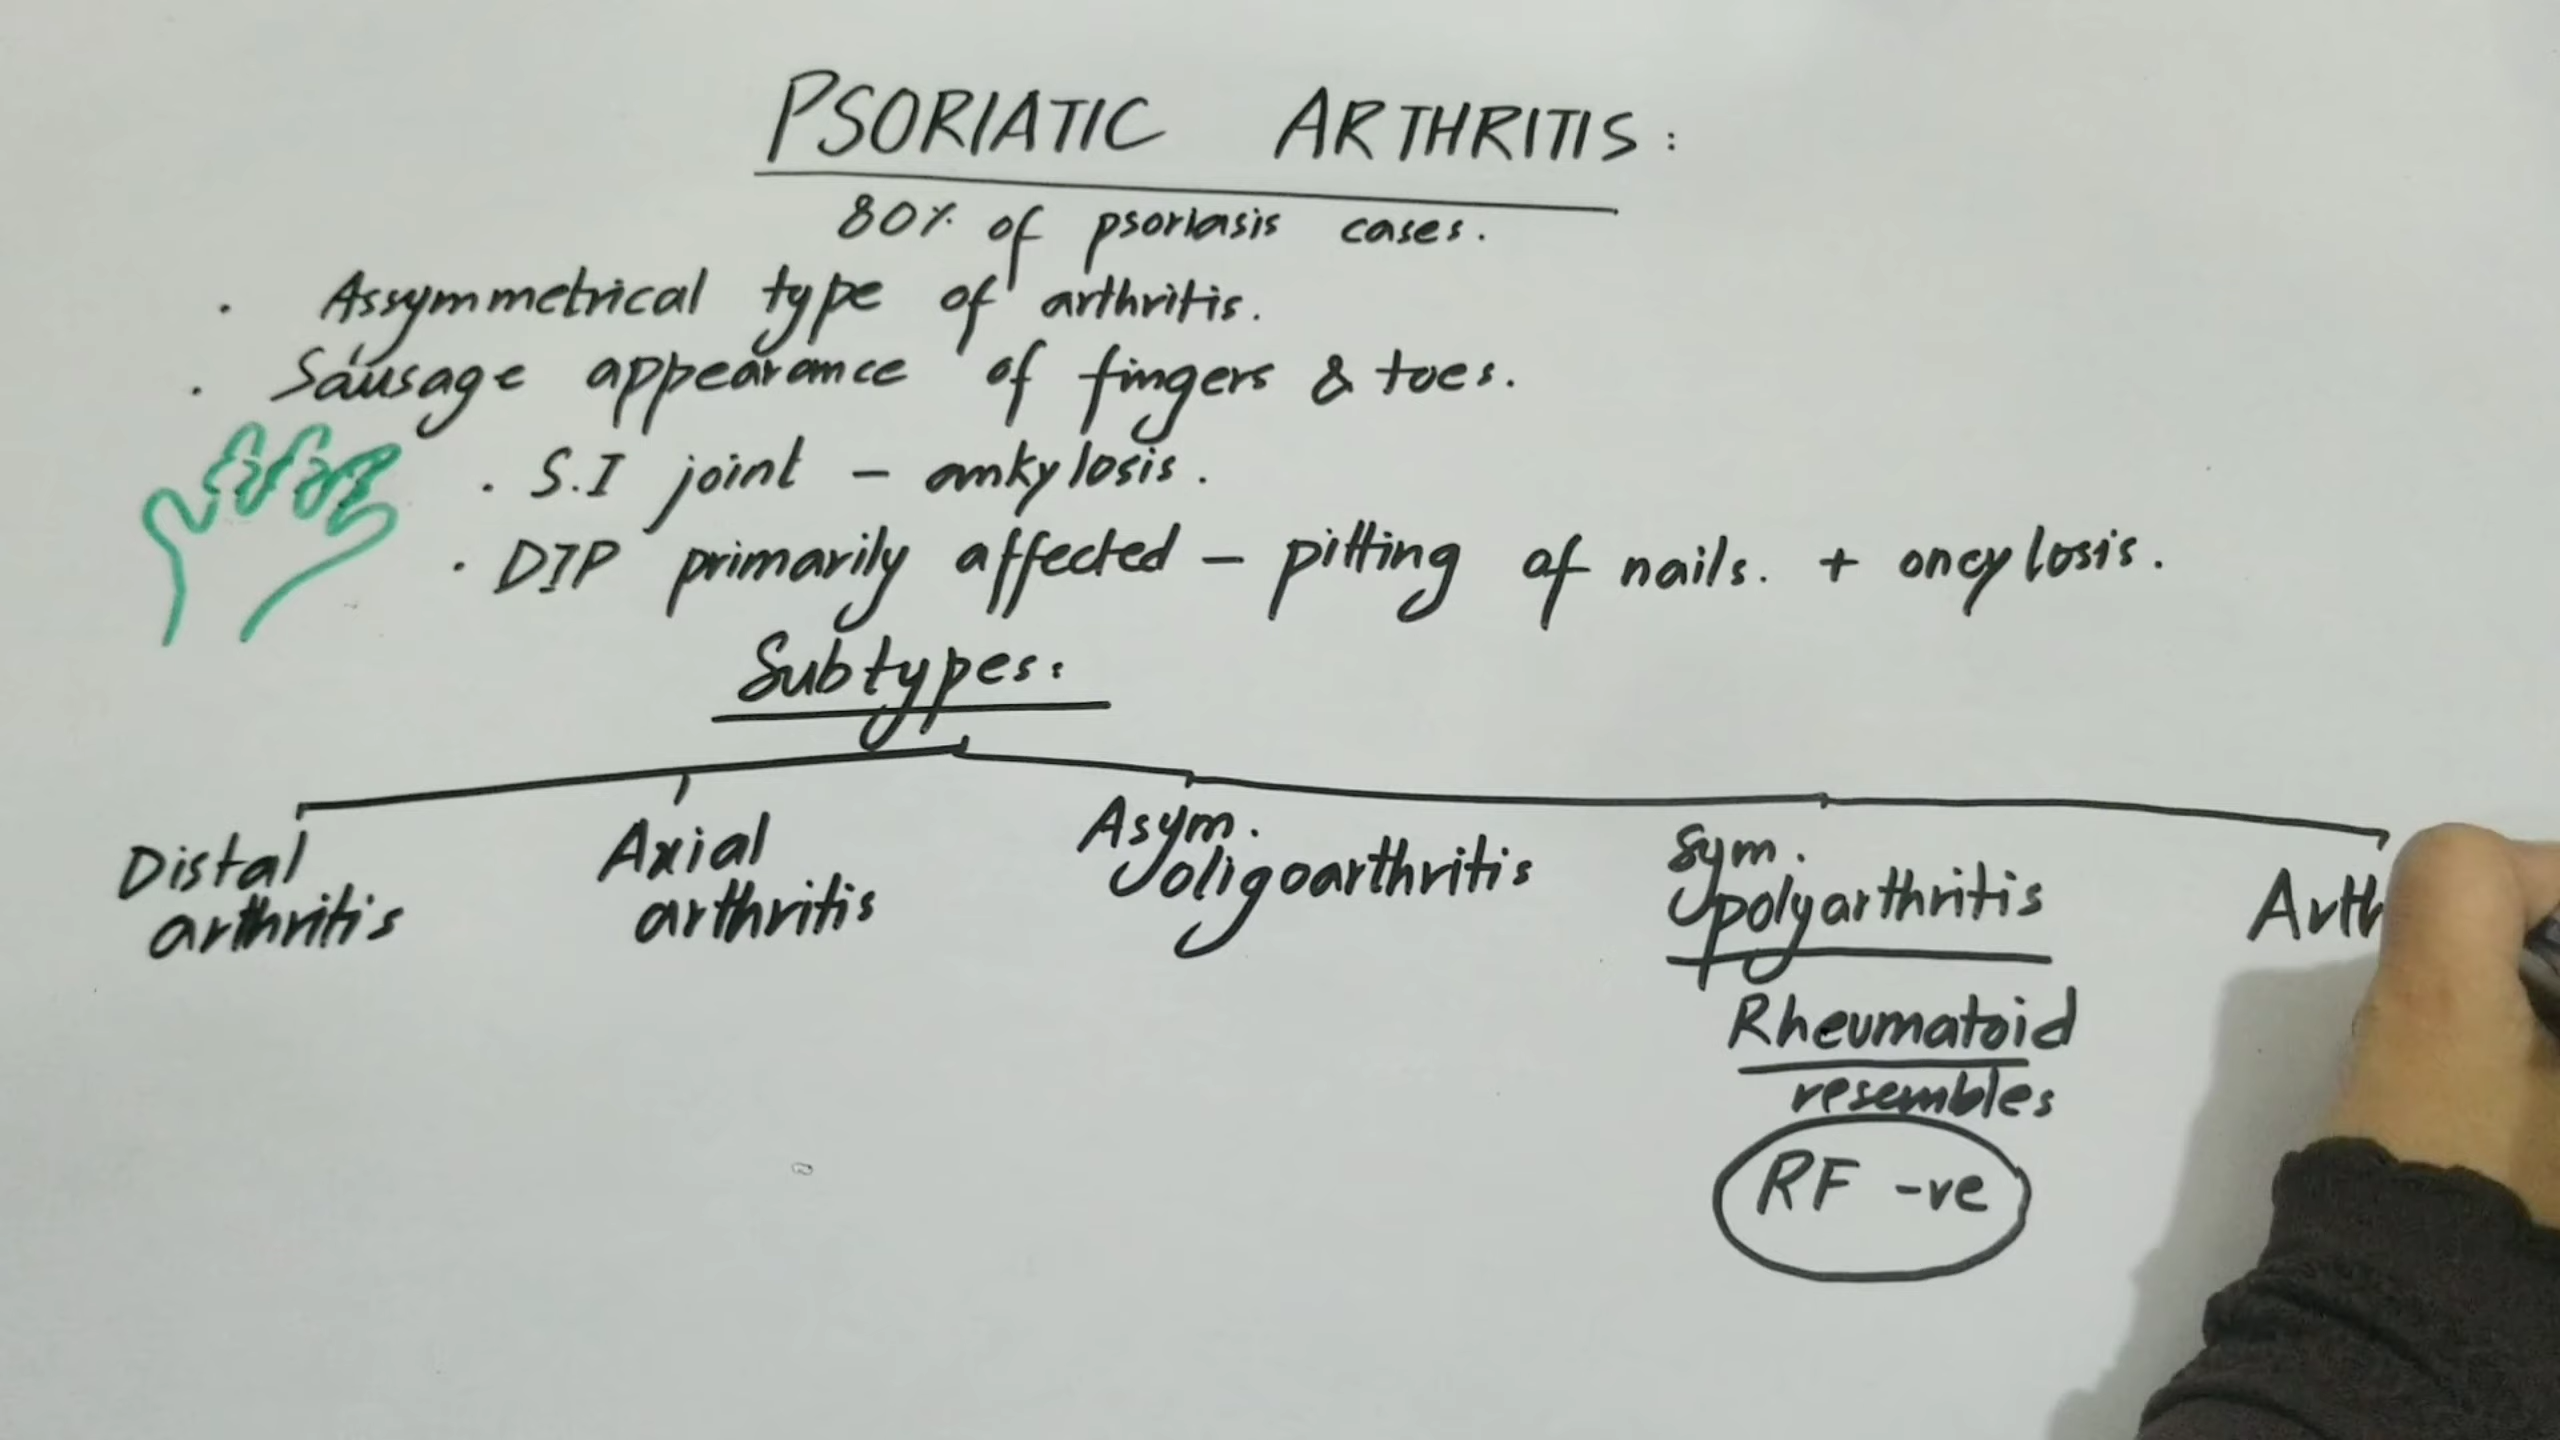 PSORIATIC ARTHRITIS:
80% of psoriasis cases.
. Assymmetrical type of arthritis.
. Sausage appearance of fingers & toes.
. S.I joint - ankylosis.
. DIP primarily affected - pitting of nails. + oncylosis.
Subtypes:
Distal
arthritis
Axial
arthritis
Asym.
oligoarthritis
Sym.
polyarthritis
Rheumatoid
resembles
RF -ve
Arth